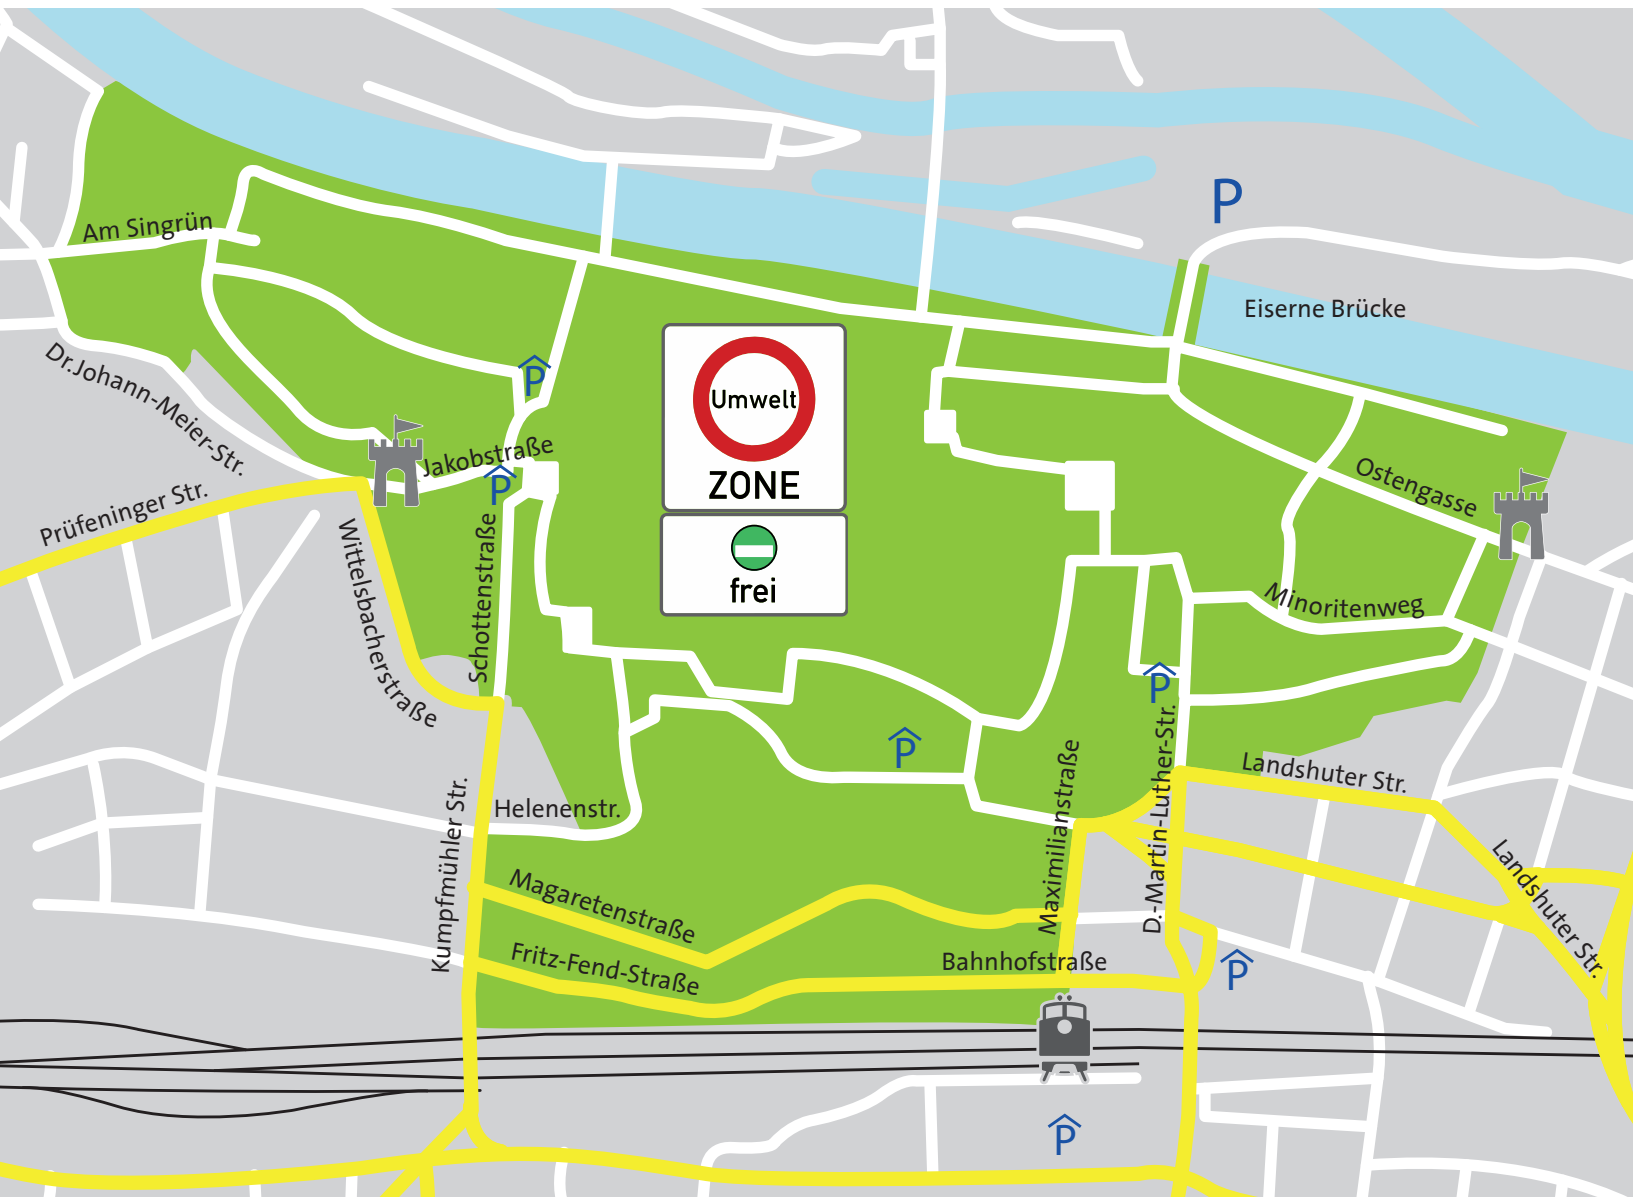 P
Am Singrün
Eiserne Brücke
Dr.Johann-Meier-Str.
P
Umwelt
ZONE
frei
Jakobstraße
P
Ostengasse
Prüfeninger Str.
Wittelsbacherstraße
Schottenstraße
Minoritenweg
P
P
D.-Martin-Luther-Str.
Maximilianstraße
Landshuter Str.
Kumpfmühler Str.
Helenenstr.
Landshuter Str.
Magaretenstraße
Fritz-Fend-Straße
Bahnhofstraße
P
P